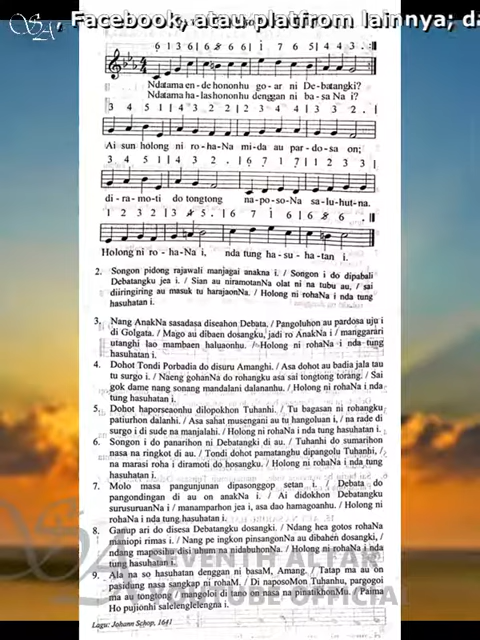 , Facebook, atau platfrom lainnya; da
6 1 3 6 1 6 8 6 6 1 7 6 5 4 4 3 .
Ndatama en - de hononhu go - ar ni De - batangki?
Ndatama ha - las hononhu denggan ni ba - sa Na i?
3 4 5 1 4 3 2 2 2 3 4 4 3 3 2 . 1
Ai sun holong ni ro - ha - Na mi - da au par - do - sa on;
3 4 5 1 4 3 2 . 6 7 1 7 1 2 3 3
di - ra - mo - ti do tongtong na - po - so - Na sa - lu - hut - na.
1 2 3 2 1 3 5 . 1 6 7 1 6 1 6 8 6 .
Holong ni ro - ha - Na i, nda tung ha - su - ha - tan i.
2. Songon pidong rajawali manjagai anakna i. / Songon i do dipabali
Debatangku jea i. / Sian au niramotanNa olat ni na tubu au, / sai
diiringiring au masuk tu harajaonNa. / Holong ni rohaNa i nda tung
hasuhatan i.
3. Nang AnakNa sasadasa diseahon Debata. / Pangoluhon au pardosa uju i
di Golgata. / Mago au dibaen dosangku, jadi ro AnakNa i / manggarari
utanghi lao mambaen haluaonhu. / Holong ni rohaNa i nda tung
hasuhatan i.
4. Dohot Tondi Porbadia do disuru Amanghi. / Asa dohot au badia jala tau
tu surgo i. / Naeng gohanNa do rohangku asa sai tongtong torang. / Sai
gok dame nang sonang mandalani dalananhu. / Holong ni rohaNa i nda
tung hasuhatan i.
5. Dohot haporseaonhu dilopokhon Tuhanhi. / Tu bagasan ni rohangku
patiurhon dalanhi. / Asa sahat musengani au tu hangoluan i, / na rade di
surgo i di sude na manjalahi. / Holong ni rohaNa i nda tung hasuhatan i.
6. Songon i do panarihon ni Debatangki di au. / Tuhanhi do sumarihon
nasa na ringkot di au. / Tondi dohot pamatanghu dipangolu Tuhanhi, /
na marasi roha i diramoti do hosangku. / Holong ni rohaNa i nda tung
hasuhatan i.
7. Molo masa pangunjunan dipasonggop setan i. / Debata do
pangondingan di au on anakNa i. / Ai didokhon Debatangku
surusuruanNa i / manamparhon jea i, asa dao hamagoanhu. / Holong ni
rohaNa i nda tung hasuhatan i.
8. Ganup ari do disesa Debatangku dosangki. / Ndang hea gotos rohaNa
maniopi rimas i. / Nang pe ingkon pinsangonNa au dibahen dosangki, /
ndang maposihu disi uhum na nidabuhonNa. / Holong ni rohaNa i nda
tung hasuhatan i.
9. Ala na so hasuhatan denggan ni basaM, Amang. / Tatap ma au on
pasidung nasa sangkap ni rohaM. / Di naposoMon Tuhanhu, pargogoi
ma au tongtong / mangoloi di tano on nasa na pinatikhonMu. / Paima
Ho pujionhi salelenglelengna i.
Lagu: Johann Schop, 1641